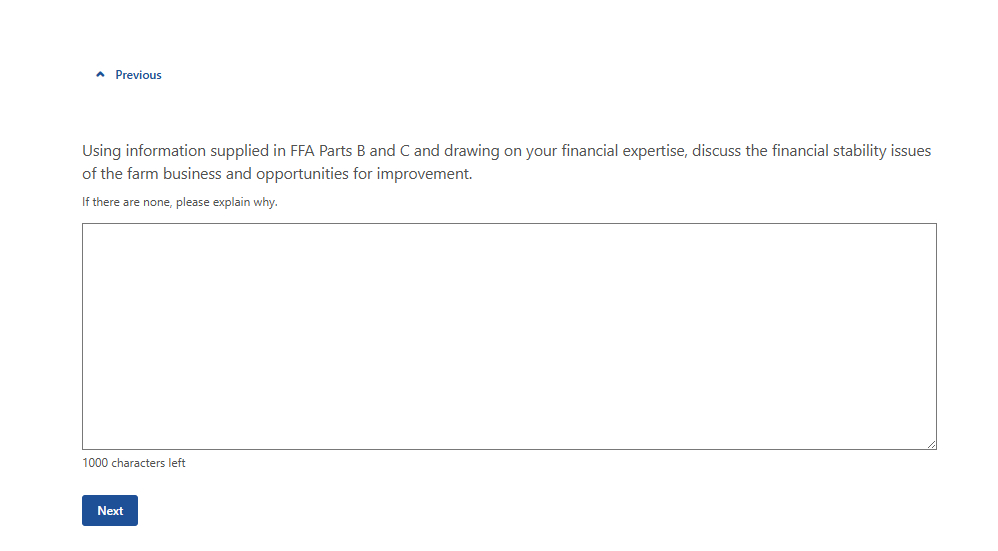 Previous
Using information supplied in FFA Parts B and C and drawing on your financial expertise, discuss the financial stability issues
of the farm business and opportunities for improvement.
If there are none, please explain why.
1000 characters left
Next